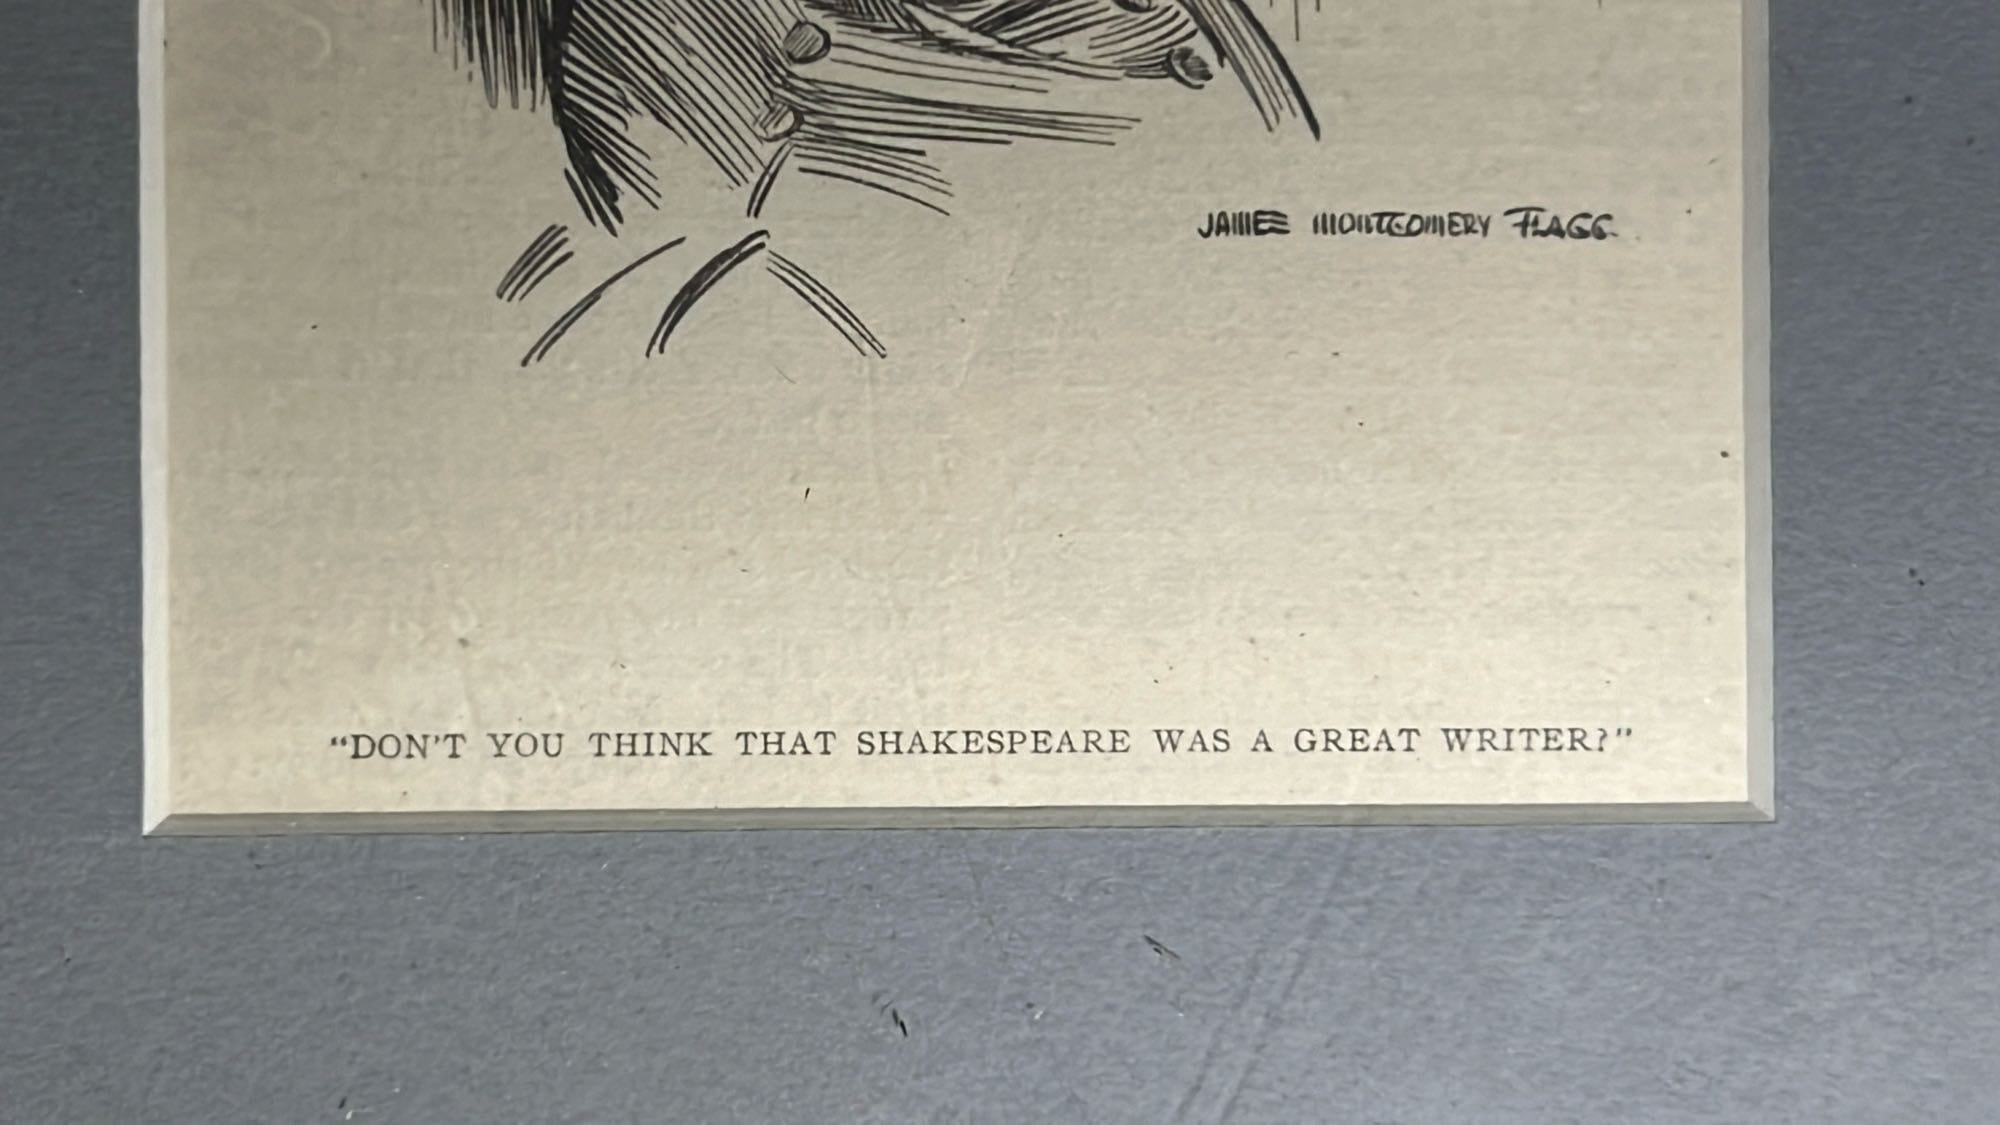 JAMES MONTGOMERY FLAGG.
“DON'T YOU THINK THAT SHAKESPEARE WAS A GREAT WRITER?”